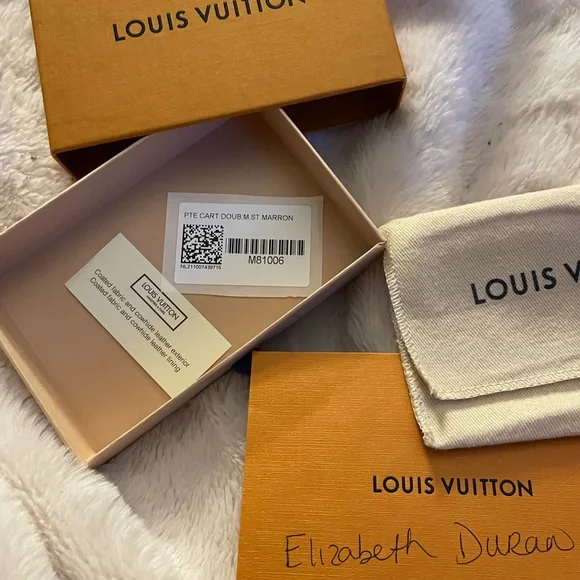 LOUIS VUITTON
PTE CART DOUB.M.ST MARRON
M81006
LOUIS VUITTON
Coated fabric and cowhide leather exterior
Coated fabric and cowhide leather lining
LOUIS V
LOUIS VUITTON
Elizabeth Duran